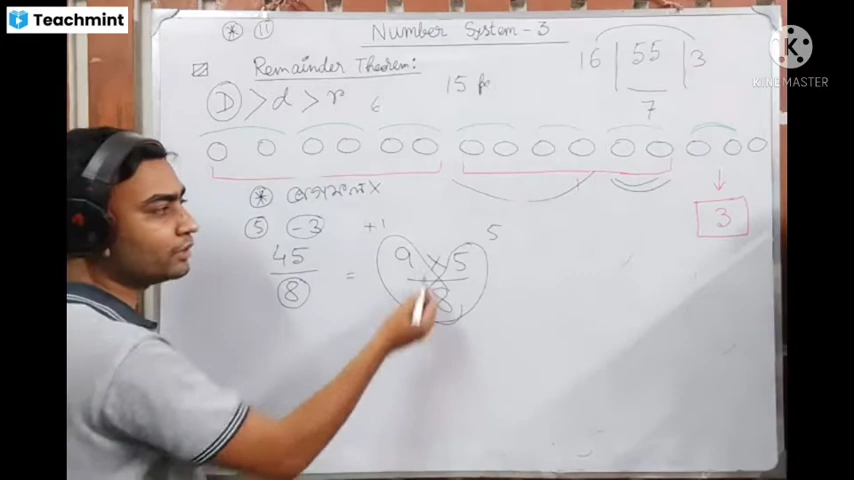 Teachmint
* 11 Number System - 3
16 | 55 | 3
7
Remainder Theorem:
D > d > r 6
15
KINEMASTER
3
5 -3 +1 5
45/8 = 9 × 5/8